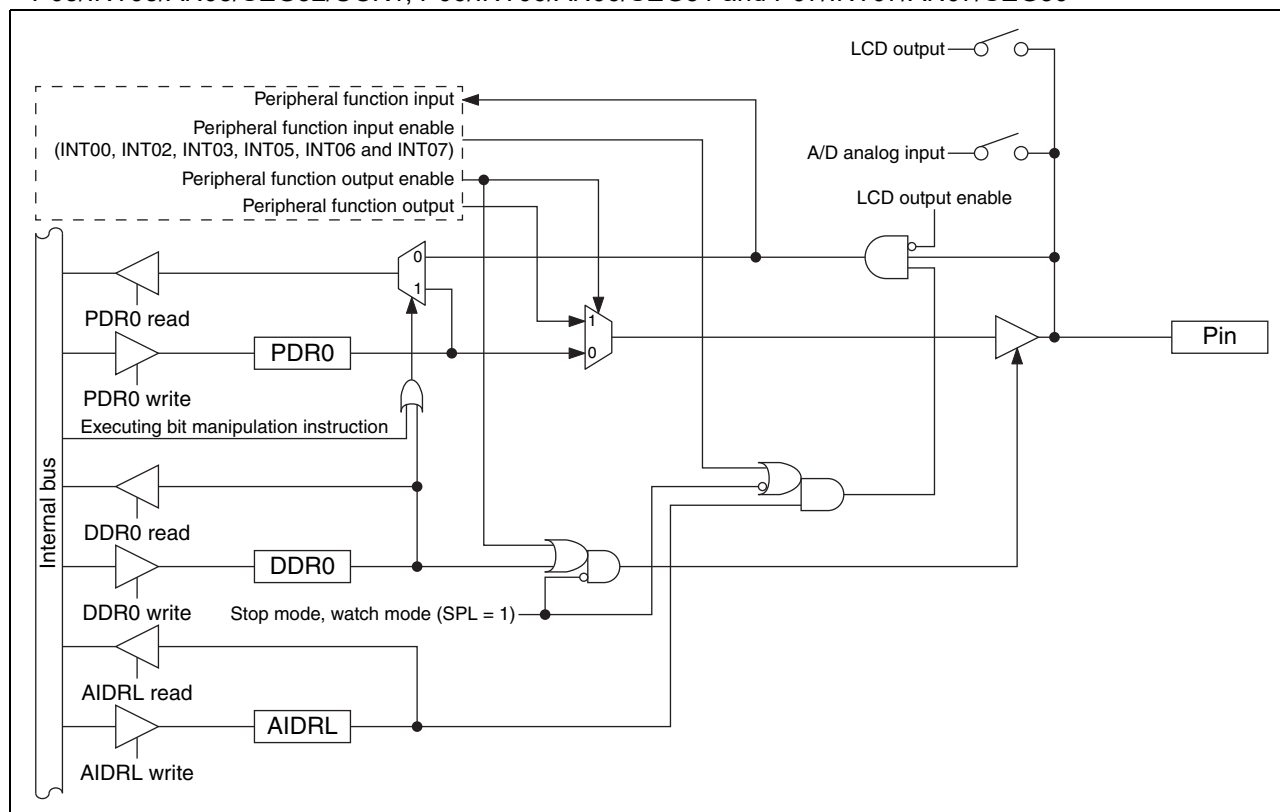 LCD output
Peripheral function input
Peripheral function input enable
(INT00, INT02, INT03, INT05, INT06 and INT07)
A/D analog input
Peripheral function output enable
LCD output enable
Peripheral function output
0
1
PDR0 read
1
PDR0
0
Pin
PDR0 write
Executing bit manipulation instruction
Internal bus
DDR0 read
DDR0
DDR0 write
Stop mode, watch mode (SPL = 1)
AIDRL read
AIDRL
AIDRL write